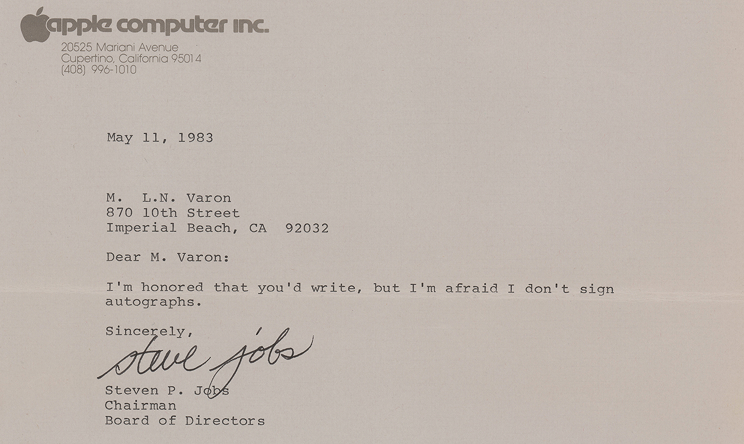 apple computer inc.
20525 Mariani Avenue
Cupertino, California 95014
(408) 996-1010
May 11, 1983
M.  L.N. Varon
870 10th Street
Imperial Beach, CA  92032
Dear M. Varon:
I'm honored that you'd write, but I'm afraid I don't sign
autographs.
Sincerely,
steve jobs
Steven P. Jobs
Chairman
Board of Directors